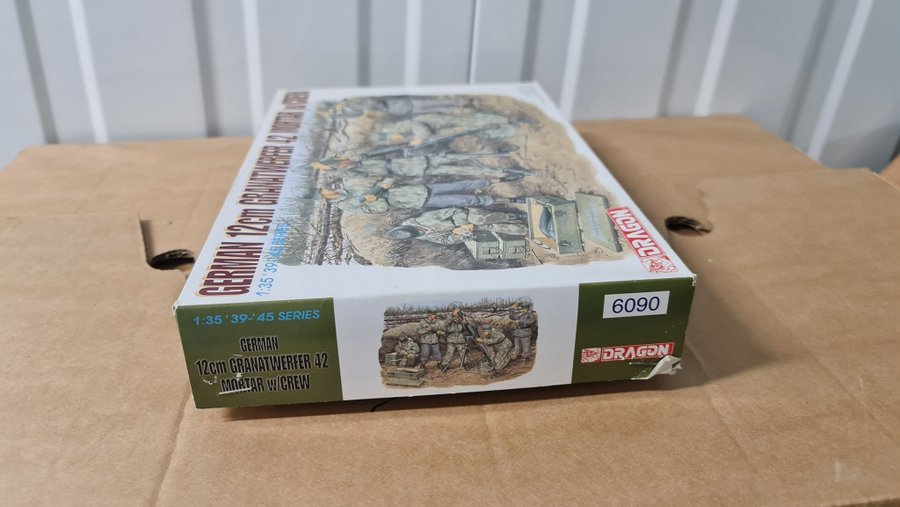 GERMAN 12cm GRANATWERFER 42 MORTAR w/CREW
1:35 '39-'45
DRAGON
1:35 '39-'45 SERIES
GERMAN
12cm GRANATWERFER 42
MORTAR w/CREW
6090
DRAGON